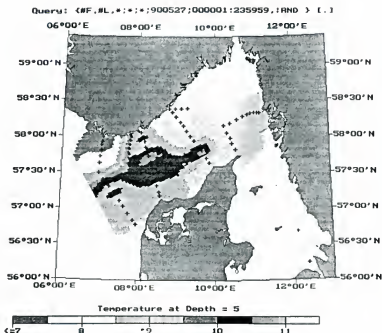 Query: {#F,#L,*:*:*;900527;000001:235959,!AND } [.]
06°00'E 08°00'E 10°00'E 12°00'E
59°00'N 59°00'N
58°30'N 58°30'N
58°00'N 58°00'N
57°30'N 57°30'N
57°00'N 57°00'N
56°30'N 56°30'N
56°00'N 56°00'N
06°00'E 08°00'E 10°00'E 12°00'E
Temperature at Depth = 5
<=7 8 9 10 11